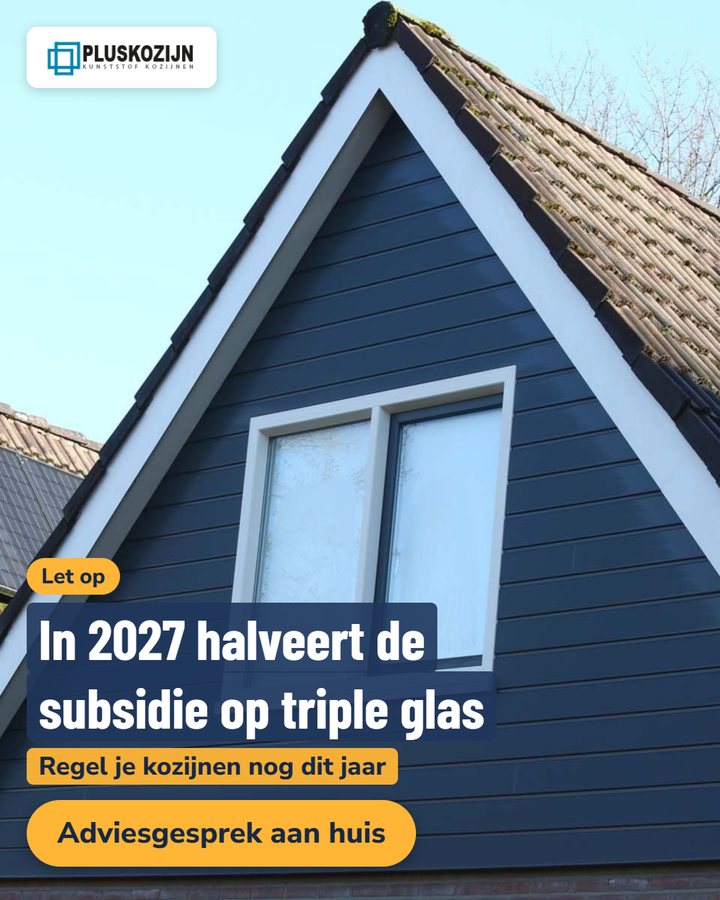 PLUSKOZIJN
KUNSTSTOF KOZIJNEN
Let op
In 2027 halveert de
subsidie op triple glas
Regel je kozijnen nog dit jaar
Adviesgesprek aan huis